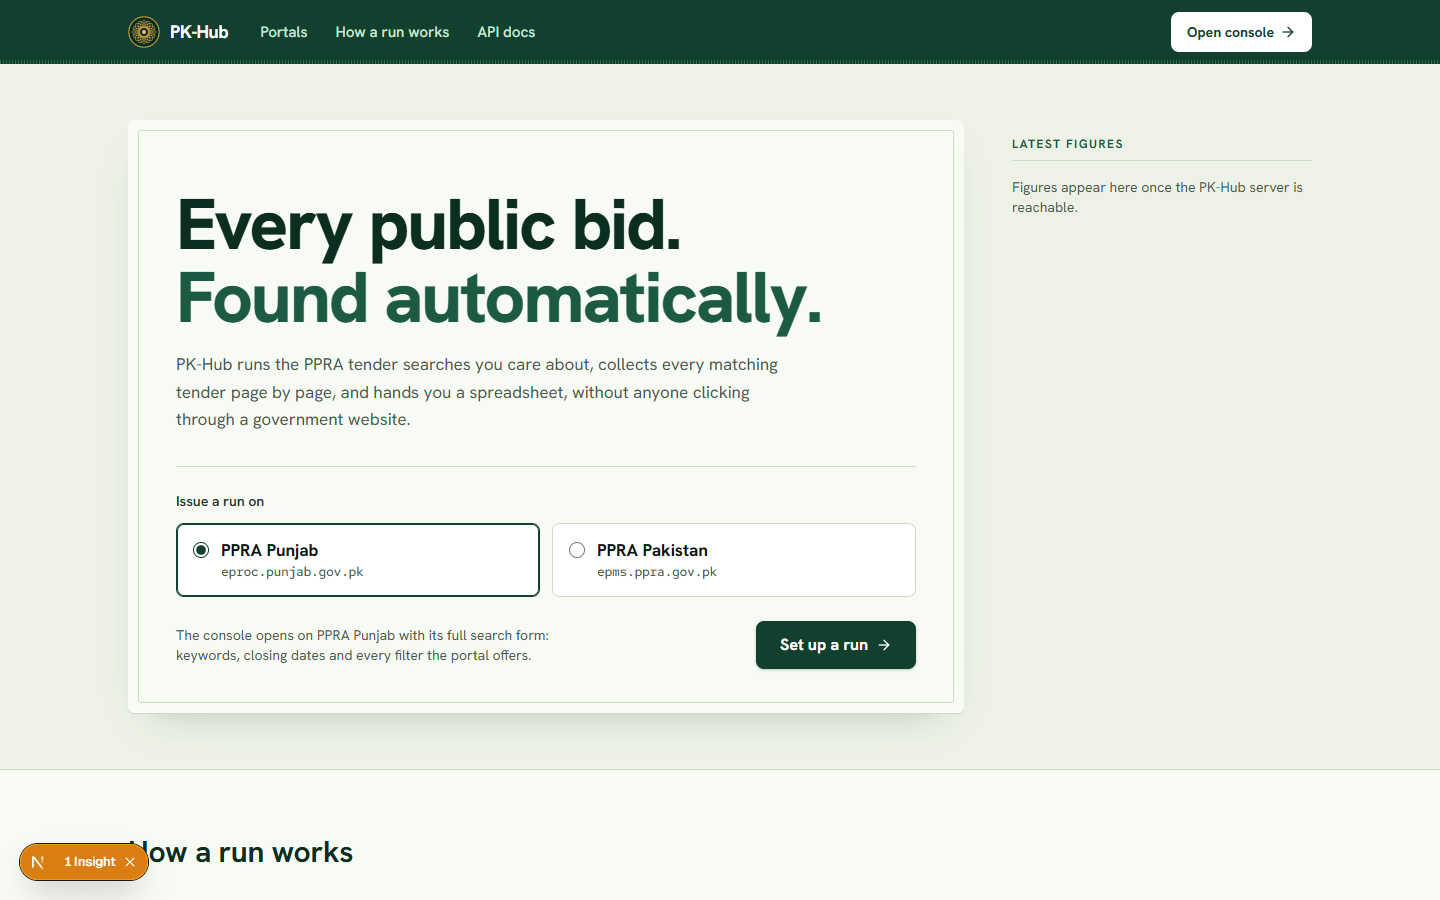 PK-Hub
Portals
How a run works
API docs
Open console →
Every public bid.
Found automatically.
PK-Hub runs the PPRA tender searches you care about, collects every matching
tender page by page, and hands you a spreadsheet, without anyone clicking
through a government website.
Issue a run on
PPRA Punjab
eproc.punjab.gov.pk
PPRA Pakistan
epms.ppra.gov.pk
The console opens on PPRA Punjab with its full search form:
keywords, closing dates and every filter the portal offers.
Set up a run →
LATEST FIGURES
Figures appear here once the PK-Hub server is
reachable.
How a run works
N 1 Insight ×